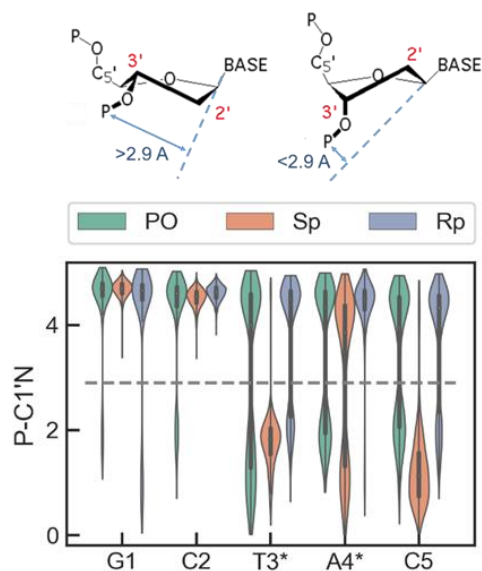 P
O
C5'
3'
O
BASE
O
P
2'
>2.9 A
P
O
C5'
O
2'
BASE
3'
O
P
<2.9 A
PO Sp Rp
P-C1'N
4
2
0
G1 C2 T3* A4* C5